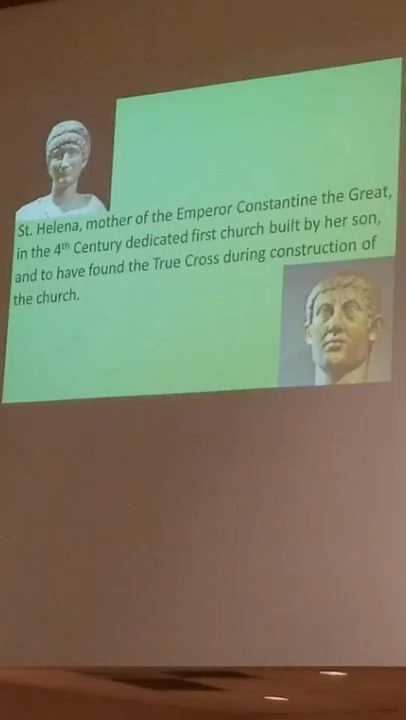 St. Helena, mother of the Emperor Constantine the Great,
in the 4th Century dedicated first church built by her son,
and to have found the True Cross during construction of
the church.